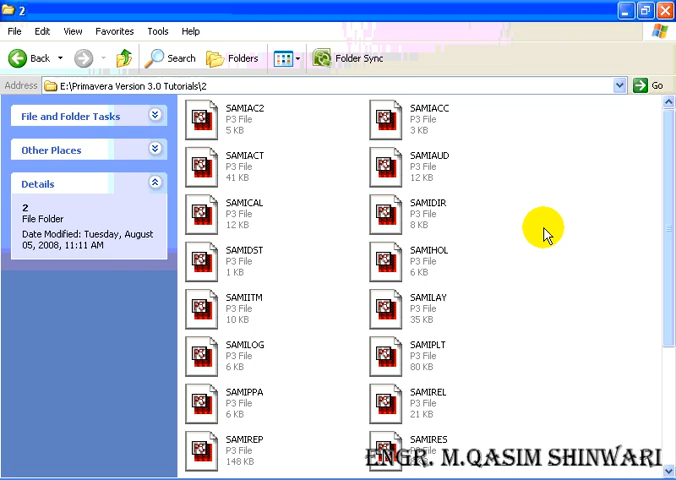 2
File Edit View Favorites Tools Help
Back Search Folders Folder Sync
Address E:\Primavera Version 3.0 Tutorials\2 Go
File and Folder Tasks
Other Places
Details
2
File Folder
Date Modified: Tuesday, August
05, 2008, 11:11 AM
SAMIAC2
P3 File
5 KB
SAMIACC
P3 File
3 KB
SAMIACT
P3 File
41 KB
SAMIAUD
P3 File
12 KB
SAMICAL
P3 File
12 KB
SAMIDIR
P3 File
8 KB
SAMIDST
P3 File
1 KB
SAMIHOL
P3 File
6 KB
SAMIITM
P3 File
10 KB
SAMILAY
P3 File
35 KB
SAMILOG
P3 File
6 KB
SAMIPLT
P3 File
80 KB
SAMIPPA
P3 File
6 KB
SAMIREL
P3 File
21 KB
SAMIREP
P3 File
148 KB
SAMIRES
P3 File
ENGR. M.QASIM SHINWARI